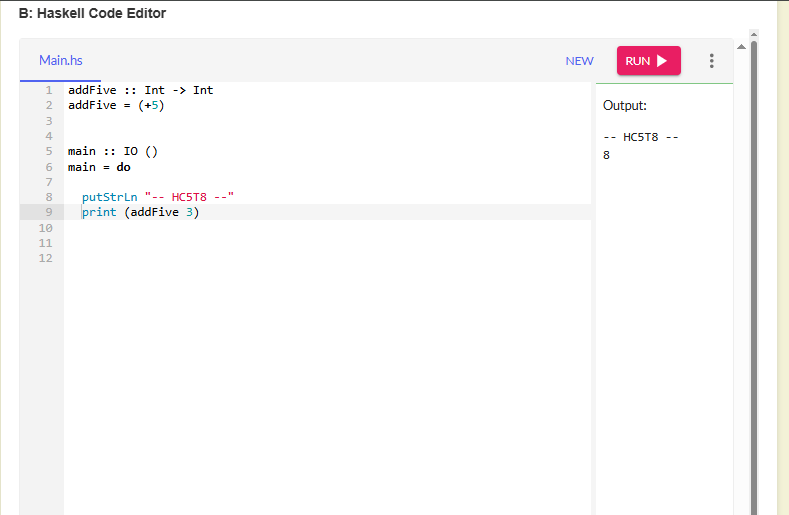 B: Haskell Code Editor
Main.hs
NEW
RUN
1 addFive :: Int -> Int
2 addFive = (+5)
3
4
5 main :: IO ()
6 main = do
7
8   putStrLn "-- HC5T8 --"
9   print (addFive 3)
10
11
12
Output:
-- HC5T8 --
8